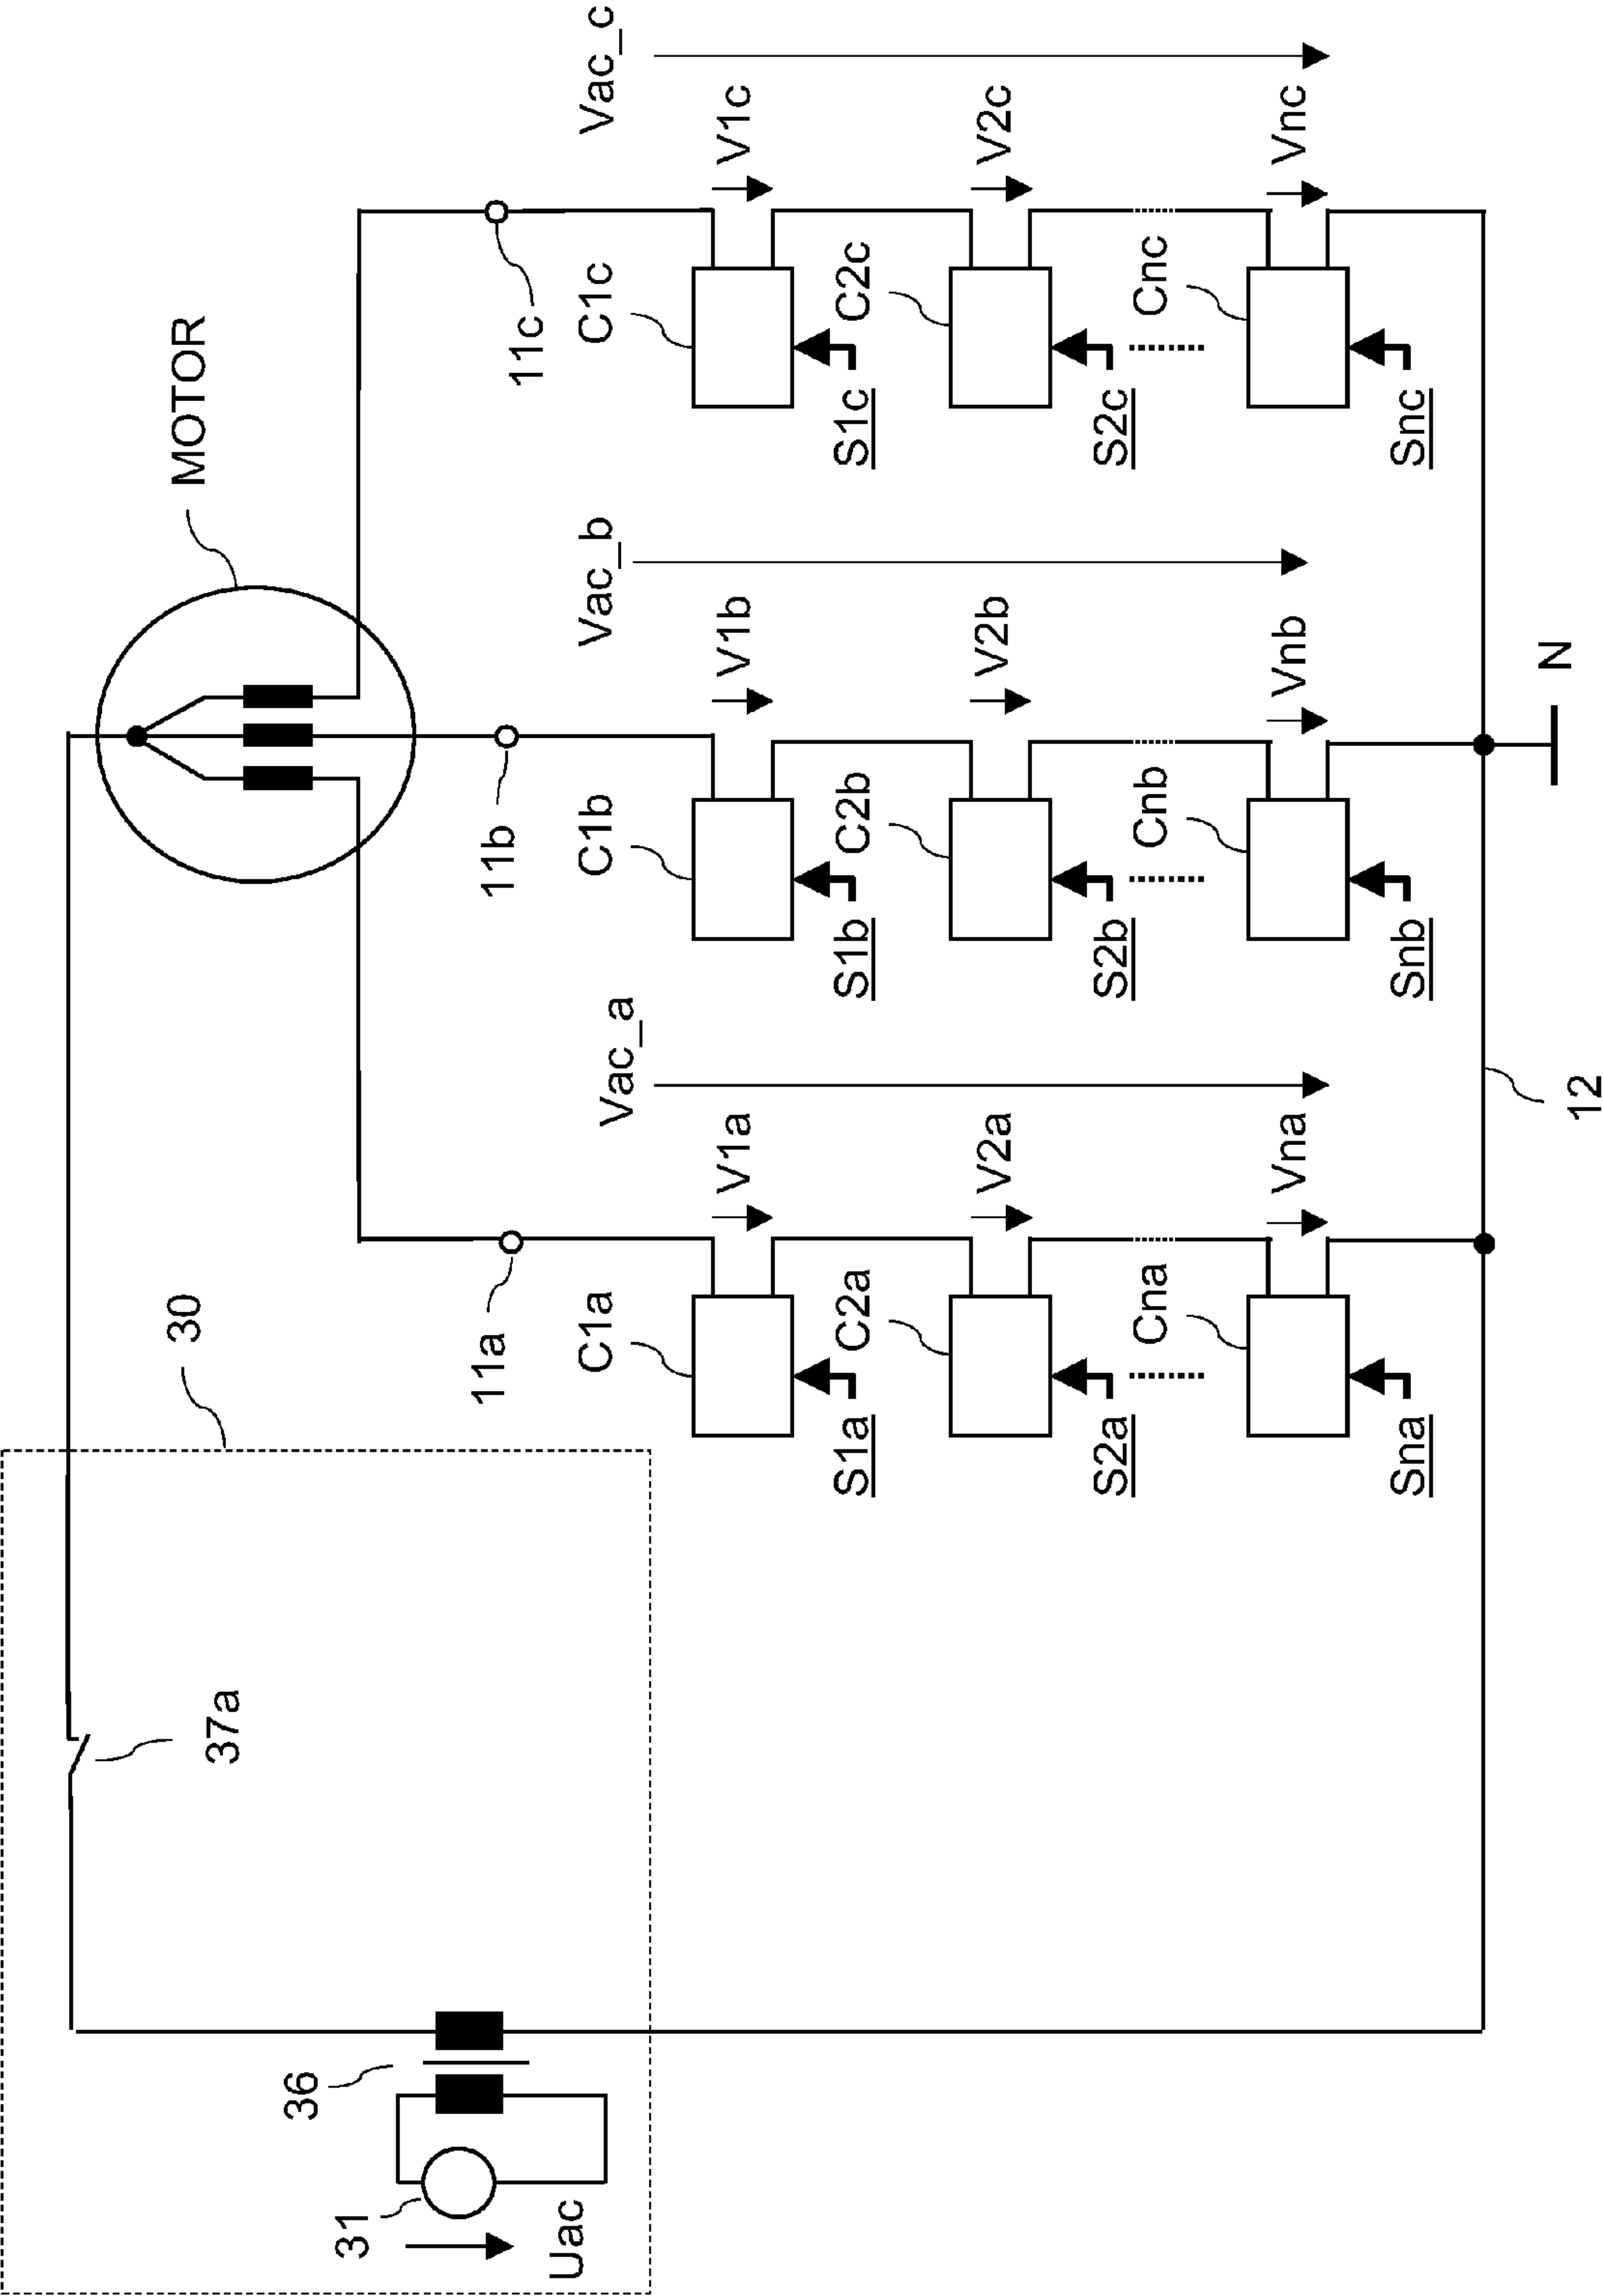 30
37a
36
31
Uac
MOTOR
11a
11b
11c
Vac_a
Vac_b
Vac_c
C1a
V1a
S1a
C2a
V2a
S2a
Cna
Vna
Sna
C1b
V1b
S1b
C2b
V2b
S2b
Cnb
Vnb
Snb
C1c
V1c
S1c
C2c
V2c
S2c
Cnc
Vnc
Snc
12
N